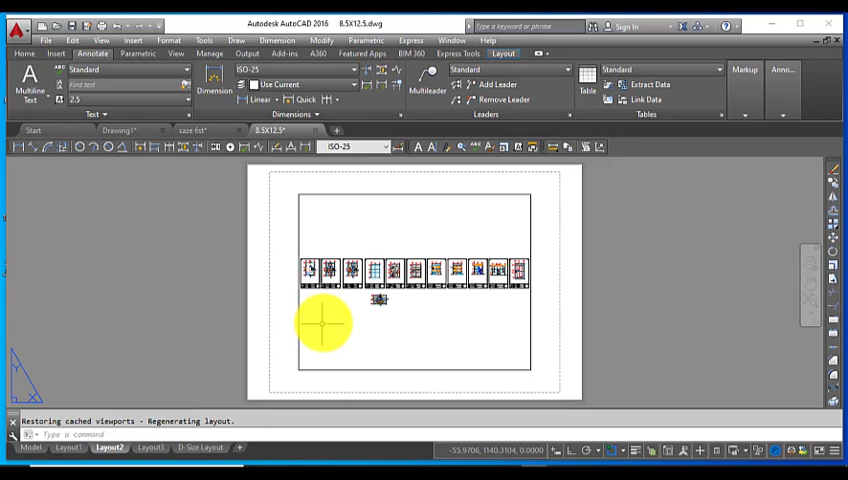 Autodesk AutoCAD 2016 8.5X12.5.dwg
Type a keyword or phrase
Sign In
File Edit View Insert Format Tools Draw Dimension Modify Parametric Express Window Help
Home Insert Annotate Parametric View Manage Output Add-ins A360 Featured Apps BIM 360 Express Tools Layout
Standard ISO-25 Standard Standard
Find text Use Current Add Leader Extract Data
Multiline Text Dimension Multileader Table Markup Anno...
2.5 Linear Quick Remove Leader Link Data
Text Dimensions Leaders Tables
Start Drawing1* saze 6st* 8.5X12.5*
ISO-25
Y
X
Restoring cached viewports - Regenerating layout.
Type a command
Model Layout1 Layout2 Layout3 D-Size Layout
-55.9706, 1140.3104, 0.0000 PAPER